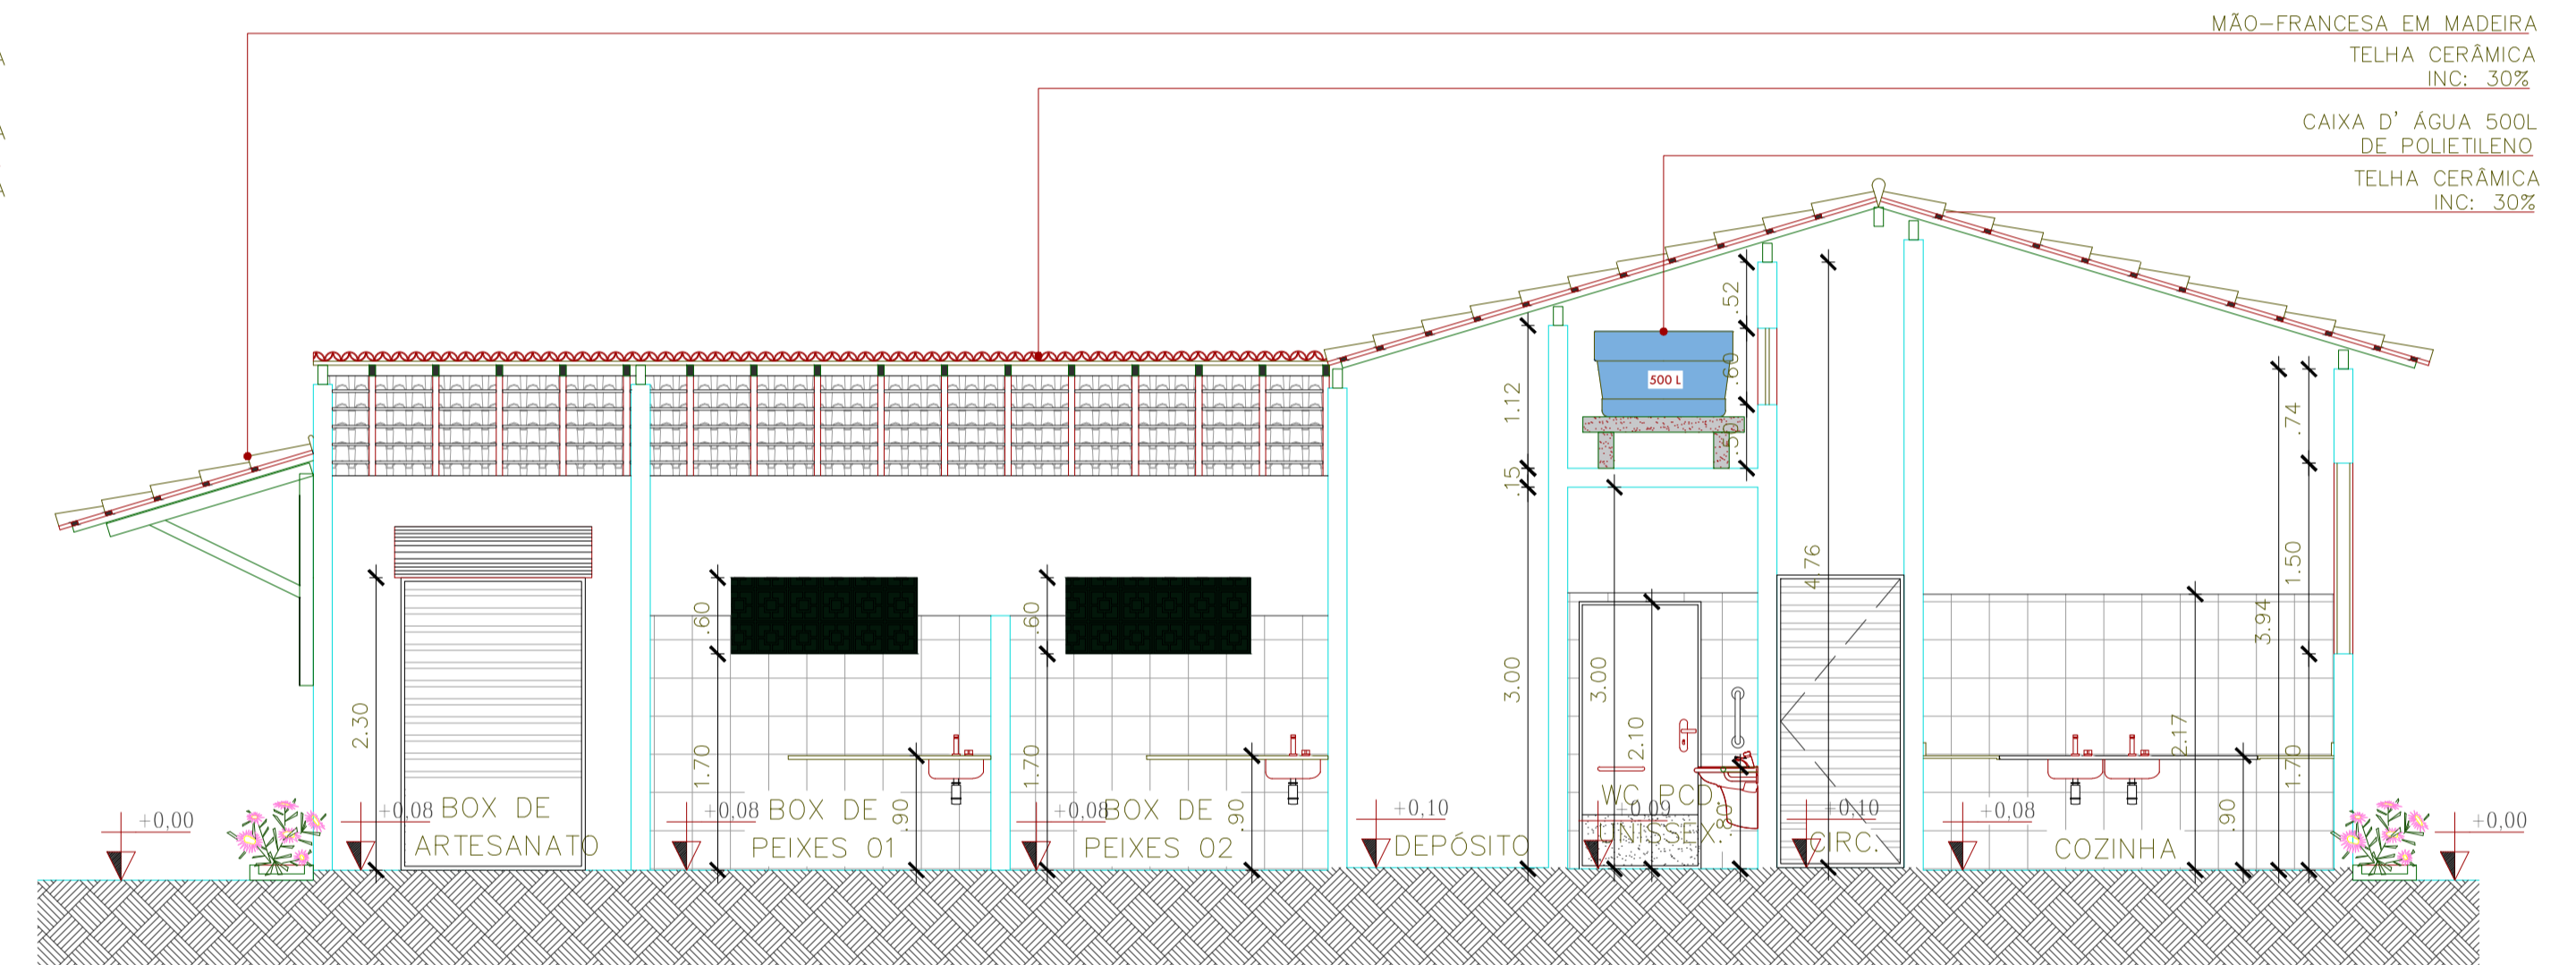 MÃO-FRANCESA EM MADEIRA
TELHA CERÂMICA
INC: 30%
CAIXA D' ÁGUA 500L
DE POLIETILENO
TELHA CERÂMICA
INC: 30%
A
A
A
500 L
.52
.60
.50
1.12
.15
3.00
3.00
2.10
.80
4.76
.74
1.50
3.94
1.70
2.17
.90
2.30
.60
1.70
.90
.60
1.70
.90
+0,00
+0,08
BOX DE
ARTESANATO
+0,08
BOX DE
PEIXES 01
+0,08
BOX DE
PEIXES 02
+0,10
DEPÓSITO
+0,09
WC PCD.
UNISSEX.
+0,10
CIRC.
+0,08
COZINHA
+0,00